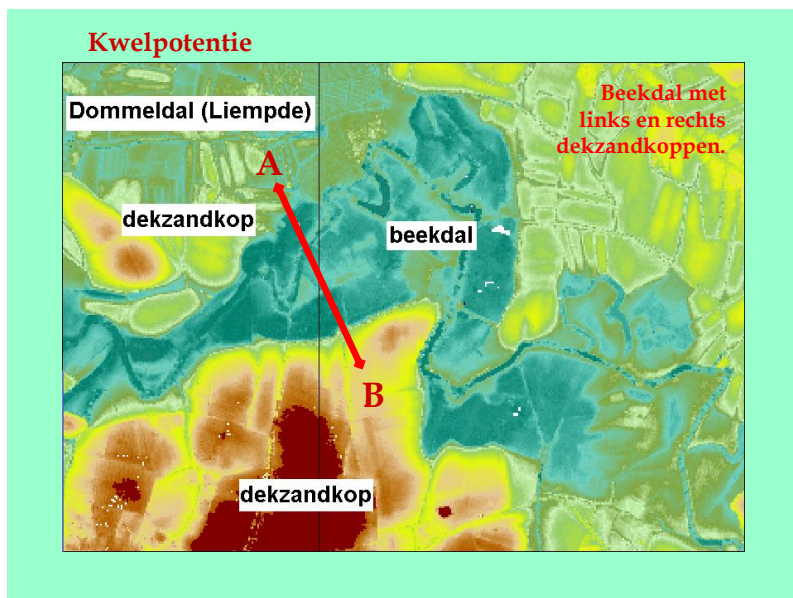 Kwelpotentie
Dommeldal (Liempde)
Beekdal met
links en rechts
dekzandkoppen.
A
dekzandkop
beekdal
B
dekzandkop